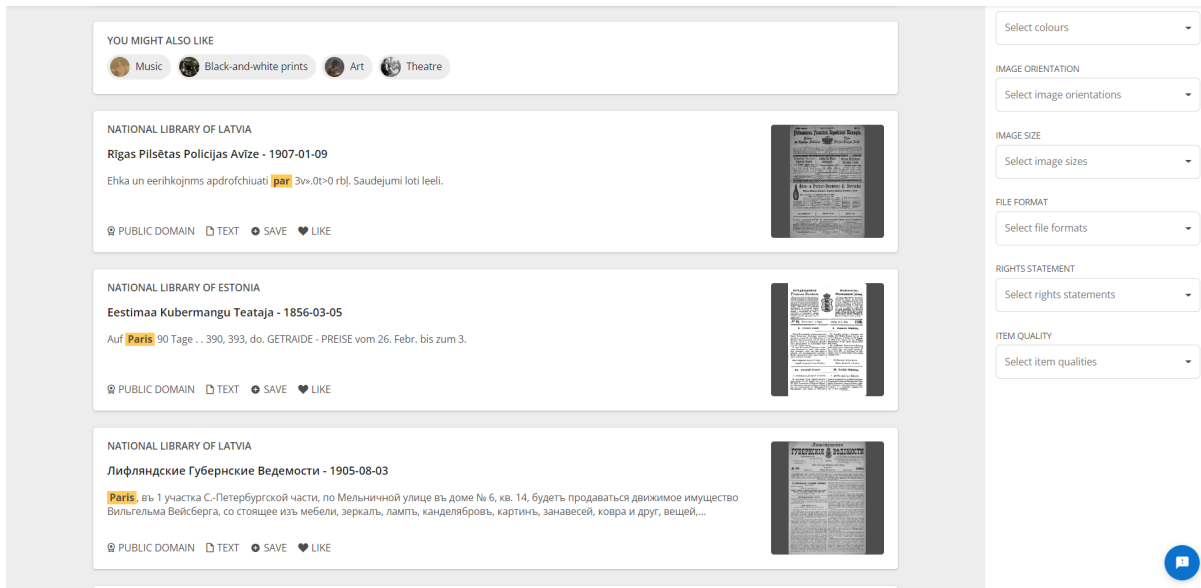 YOU MIGHT ALSO LIKE
Music
Black-and-white prints
Art
Theatre
NATIONAL LIBRARY OF LATVIA
Rīgas Pilsētas Policijas Avīze - 1907-01-09
Ehka un eerihkojnms apdrofchiuati par 3v».0t>0 rbļ. Saudejumi loti leeli.
PUBLIC DOMAIN TEXT SAVE LIKE
NATIONAL LIBRARY OF ESTONIA
Eestimaa Kubermangu Teataja - 1856-03-05
Auf Paris 90 Tage . . 390, 393, do. GETRAIDE - PREISE vom 26. Febr. bis zum 3.
PUBLIC DOMAIN TEXT SAVE LIKE
NATIONAL LIBRARY OF LATVIA
Лифляндские Губернские Ведемости - 1905-08-03
Paris, въ 1 участка С.-Петербургской части, по Мельничной улице въ доме № 6, кв. 14, будетъ продаваться движимое имущество
Вильгельма Вейсберга, со стоящее изъ мебели, зеркалъ, лампъ, канделябровъ, картинъ, занавесей, ковра и друг, вещей,...
PUBLIC DOMAIN TEXT SAVE LIKE
Select colours
IMAGE ORIENTATION
Select image orientations
IMAGE SIZE
Select image sizes
FILE FORMAT
Select file formats
RIGHTS STATEMENT
Select rights statements
ITEM QUALITY
Select item qualities